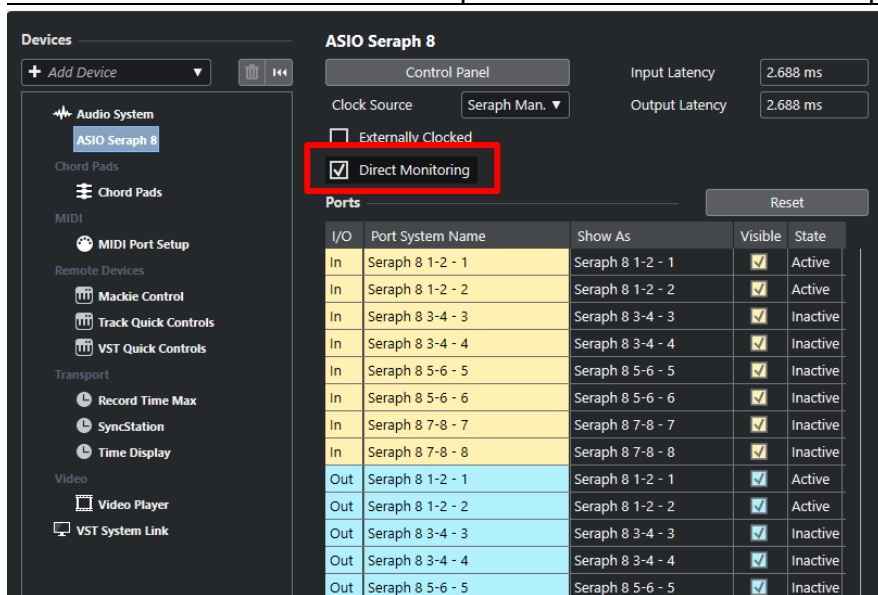 Devices
Add Device
Audio System
ASIO Seraph 8
Chord Pads
Chord Pads
MIDI
MIDI Port Setup
Remote Devices
Mackie Control
Track Quick Controls
VST Quick Controls
Transport
Record Time Max
SyncStation
Time Display
Video
Video Player
VST System Link
ASIO Seraph 8
Control Panel Input Latency 2.688 ms
Clock Source Seraph Man. Output Latency 2.688 ms
Externally Clocked
Direct Monitoring
Ports Reset
I/O Port System Name Show As Visible State
In Seraph 8 1-2 - 1 Seraph 8 1-2 - 1 Active
In Seraph 8 1-2 - 2 Seraph 8 1-2 - 2 Active
In Seraph 8 3-4 - 3 Seraph 8 3-4 - 3 Inactive
In Seraph 8 3-4 - 4 Seraph 8 3-4 - 4 Inactive
In Seraph 8 5-6 - 5 Seraph 8 5-6 - 5 Inactive
In Seraph 8 5-6 - 6 Seraph 8 5-6 - 6 Inactive
In Seraph 8 7-8 - 7 Seraph 8 7-8 - 7 Inactive
In Seraph 8 7-8 - 8 Seraph 8 7-8 - 8 Inactive
Out Seraph 8 1-2 - 1 Seraph 8 1-2 - 1 Active
Out Seraph 8 1-2 - 2 Seraph 8 1-2 - 2 Active
Out Seraph 8 3-4 - 3 Seraph 8 3-4 - 3 Inactive
Out Seraph 8 3-4 - 4 Seraph 8 3-4 - 4 Inactive
Out Seraph 8 5-6 - 5 Seraph 8 5-6 - 5 Inactive